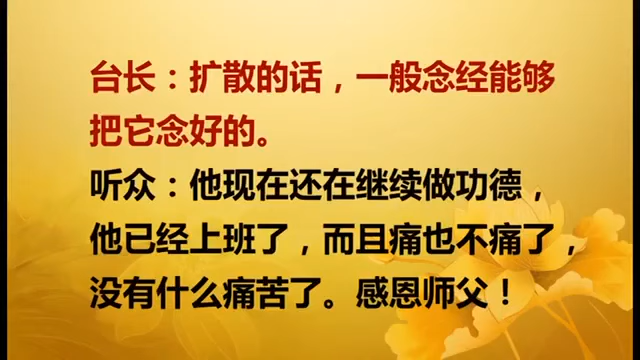 台长：扩散的话，一般念经能够
把它念好的。
听众：他现在还在继续做功德，
他已经上班了，而且痛也不痛了，
没有什么痛苦了。感恩师父！